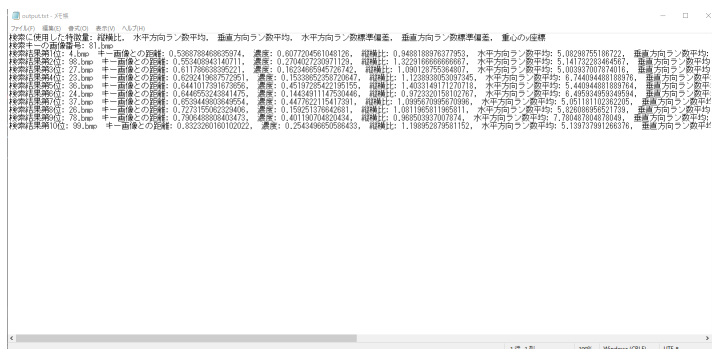 output.txt - メモ帳
ファイル(F) 編集(E) 書式(O) 表示(V) ヘルプ(H)
検索に使用した特徴量: 縦横比, 水平方向ラン数平均, 垂直方向ラン数平均, 水平方向ラン数標準偏差, 垂直方向ラン数標準偏差, 重心のy座標
検索キーの画像番号: 81.bmp
検索結果第1位: 4.bmp キー画像との距離: 0.5368788468635974, 濃度: 0.6077204561048126, 縦横比: 0.9488188976377953, 水平方向ラン数平均: 5.08298755186722, 垂直方向ラン数平均:
検索結果第2位: 98.bmp キー画像との距離: 0.553408943140711, 濃度: 0.2704027230971129, 縦横比: 1.3229166666666667, 水平方向ラン数平均: 5.141732283464567, 垂直方向ラン数平均:
検索結果第3位: 27.bmp キー画像との距離: 0.611786638395221, 濃度: 0.16234665945726742, 縦横比: 1.090128755364807, 水平方向ラン数平均: 5.003937007874016, 垂直方向ラン数平
検索結果第4位: 23.bmp キー画像との距離: 0.6292419687572951, 濃度: 0.15338652358720647, 縦横比: 1.123893805309734 5, 水平方向ラン数平均: 6.744094488188976, 垂直方向ラン数
検索結果第5位: 36.bmp キー画像との距離: 0.6441017391673656, 濃度: 0.45197285422195155, 縦横比: 1.4033149171270718, 水平方向ラン数平均: 5.440944881889764, 垂直方向ラン数
検索結果第6位: 24.bmp キー画像との距離: 0.6446553243841475, 濃度: 0.14434911147530446, 縦横比: 0.9723320158102767, 水平方向ラン数平均: 6.495934959349594, 垂直方向ラン数
検索結果第7位: 37.bmp キー画像との距離: 0.6539449803649554, 濃度: 0.4477622115417391, 縦横比: 1.0995670995670996, 水平方向ラン数平均: 5.051181102362205, 垂直方向ラン数平
検索結果第8位: 26.bmp キー画像との距離: 0.7273155062329406, 濃度: 0.159251376642681, 縦横比: 1.0811965811965811, 水平方向ラン数平均: 5.826086956521739, 垂直方向ラン数平
検索結果第9位: 78.bmp キー画像との距離: 0.7906488808403473, 濃度: 0.401190704820434, 縦横比: 0.968503937007874, 水平方向ラン数平均: 7.780487804878049, 垂直方向ラン数平均:
検索結果第10位: 99.bmp キー画像との距離: 0.8323260160102022, 濃度: 0.2543496650586433, 縦横比: 1.198952879581152, 水平方向ラン数平均: 5.139737991266376, 垂直方向ラン数
100% Windows (CRLF)